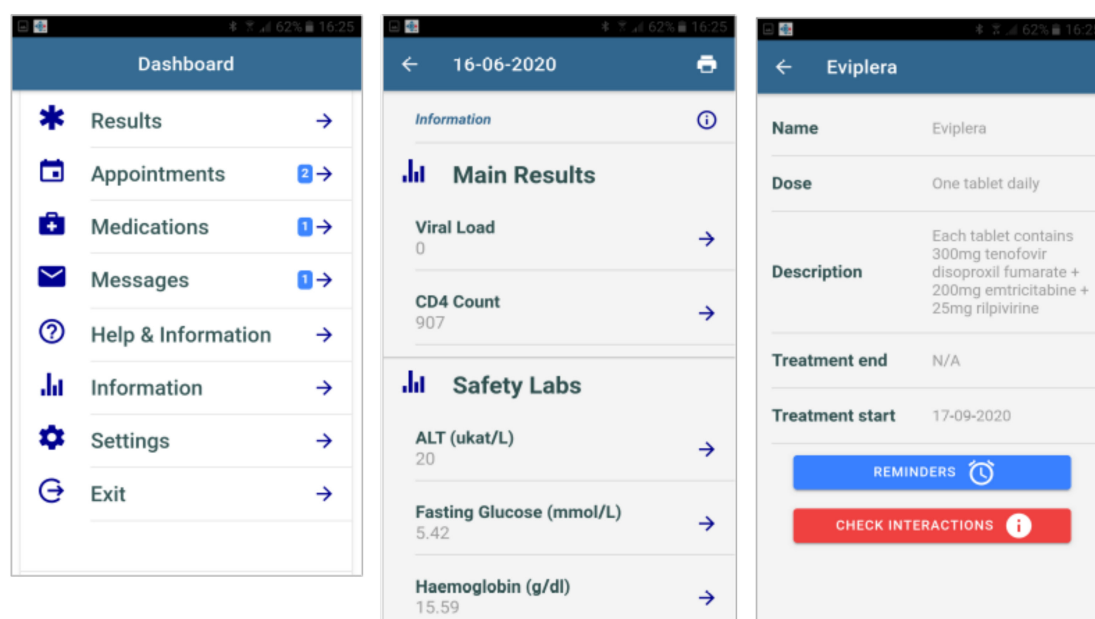 62% 16:25
Dashboard
Results
Appointments 2
Medications 1
Messages 1
Help & Information
Information
Settings
Exit
62% 16:25
16-06-2020
Information
Main Results
Viral Load
0
CD4 Count
907
Safety Labs
ALT (ukat/L)
20
Fasting Glucose (mmol/L)
5.42
Haemoglobin (g/dl)
15.59
62% 16:2
Eviplera
Name Eviplera
Dose One tablet daily
Description Each tablet contains
300mg tenofovir
disoproxil fumarate +
200mg emtricitabine +
25mg rilpivirine
Treatment end N/A
Treatment start 17-09-2020
REMINDERS
CHECK INTERACTIONS